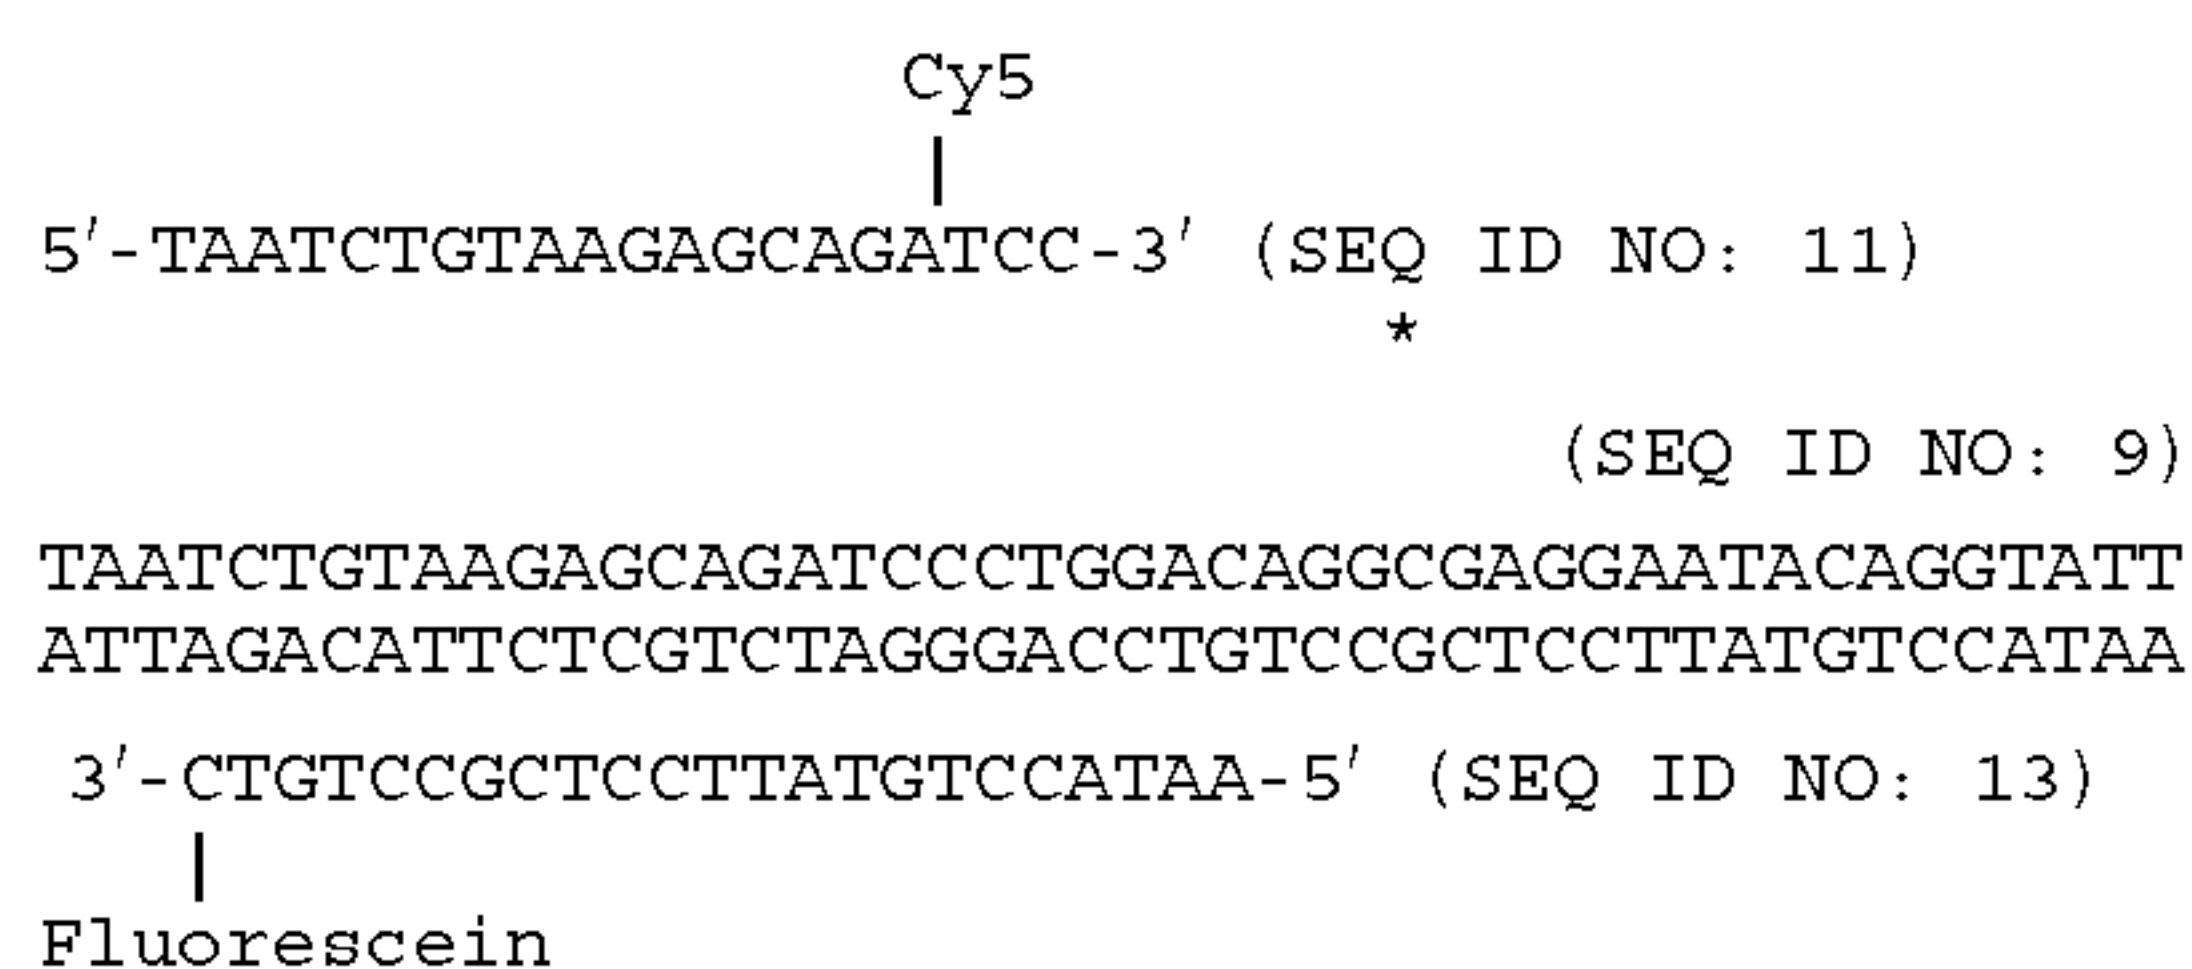 Cy5
|
5′-TAATCTGTAAGAGCAGATCC-3′ (SEQ ID NO: 11)
*
(SEQ ID NO: 9)
TAATCTGTAAGAGCAGATCCCTGGACAGGCGAGGAATACAGGTATT
ATTAGACATTCTCGTCTAGGGACCTGTCCGCTCCTTATGTCCATAA
3′-CTGTCCGCTCCTTATGTCCATAA-5′ (SEQ ID NO: 13)
|
Fluorescein